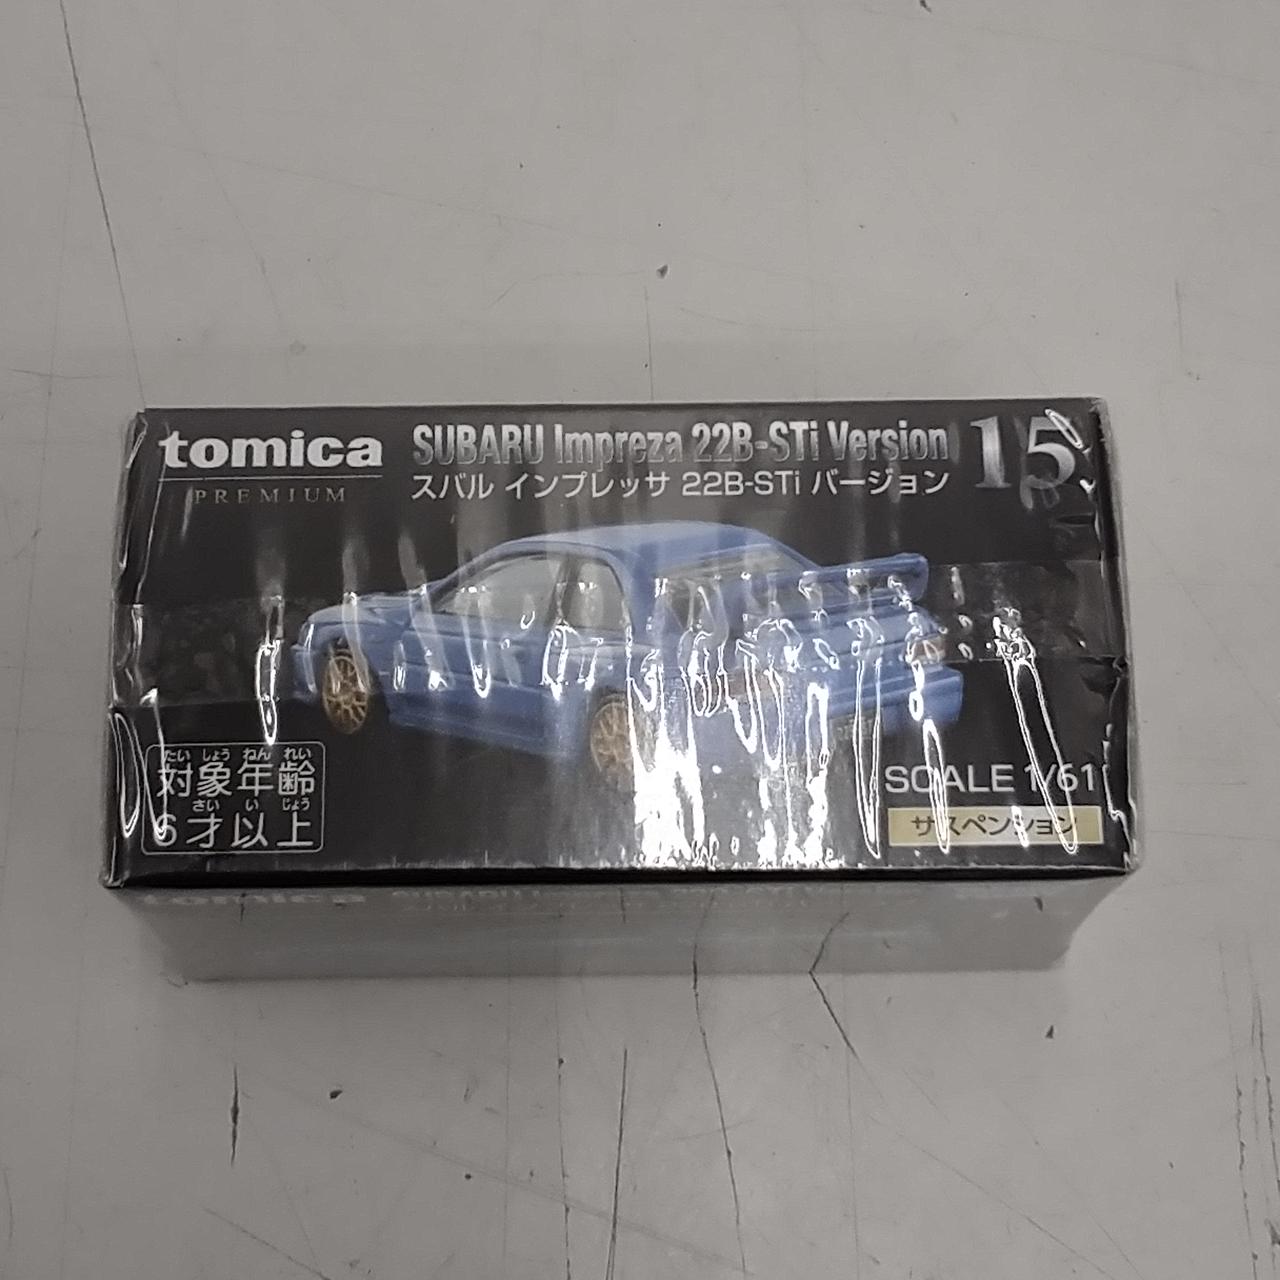 tomica
PREMIUM
SUBARU Impreza 22B-STi Version
スバル インプレッサ 22B-STi バージョン
15
たい しょう ねん れい
対象年齢
さい い じょう
6才以上
SCALE 1/61
サスペンション
tomica